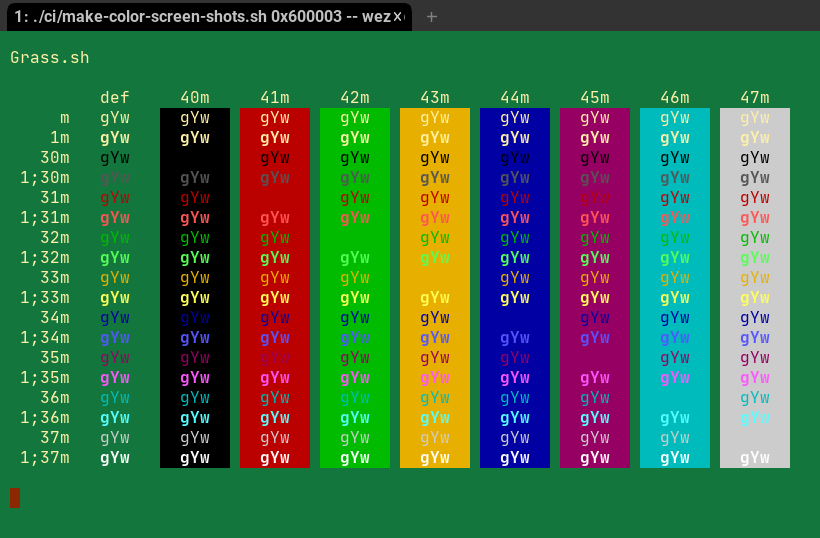 1: ./ci/make-color-screen-shots.sh 0x600003 -- wez
Grass.sh
def 40m 41m 42m 43m 44m 45m 46m 47m
m gYw gYw gYw gYw gYw gYw gYw gYw gYw
1m gYw gYw gYw gYw gYw gYw gYw gYw gYw
30m gYw gYw gYw gYw gYw gYw gYw gYw
1;30m gYw gYw gYw gYw gYw gYw gYw gYw gYw
31m gYw gYw gYw gYw gYw gYw gYw gYw
1;31m gYw gYw gYw gYw gYw gYw gYw gYw gYw
32m gYw gYw gYw gYw gYw gYw gYw gYw
1;32m gYw gYw gYw gYw gYw gYw gYw gYw gYw
33m gYw gYw gYw gYw gYw gYw gYw gYw
1;33m gYw gYw gYw gYw gYw gYw gYw gYw gYw
34m gYw gYw gYw gYw gYw gYw gYw gYw
1;34m gYw gYw gYw gYw gYw gYw gYw gYw gYw
35m gYw gYw gYw gYw gYw gYw gYw gYw
1;35m gYw gYw gYw gYw gYw gYw gYw gYw gYw
36m gYw gYw gYw gYw gYw gYw gYw gYw
1;36m gYw gYw gYw gYw gYw gYw gYw gYw gYw
37m gYw gYw gYw gYw gYw gYw gYw gYw
1;37m gYw gYw gYw gYw gYw gYw gYw gYw gYw